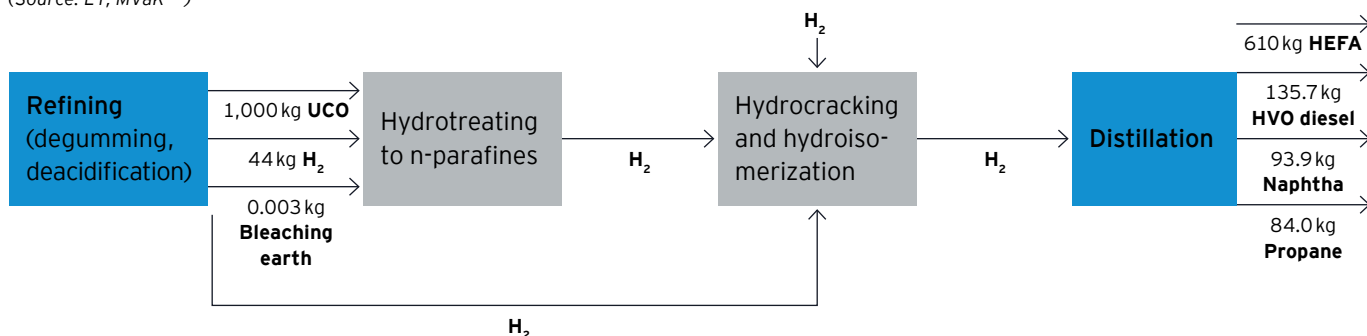 H₂
610 kg HEFA
Refining
(degumming,
deacidification)
1,000 kg UCO
44 kg H₂
0.003 kg
Bleaching
earth
Hydrotreating
to n-parafines
H₂
Hydrocracking
and hydroiso-
merization
H₂
Distillation
135.7 kg
HVO diesel
93.9 kg
Naphtha
84.0 kg
Propane
H₂